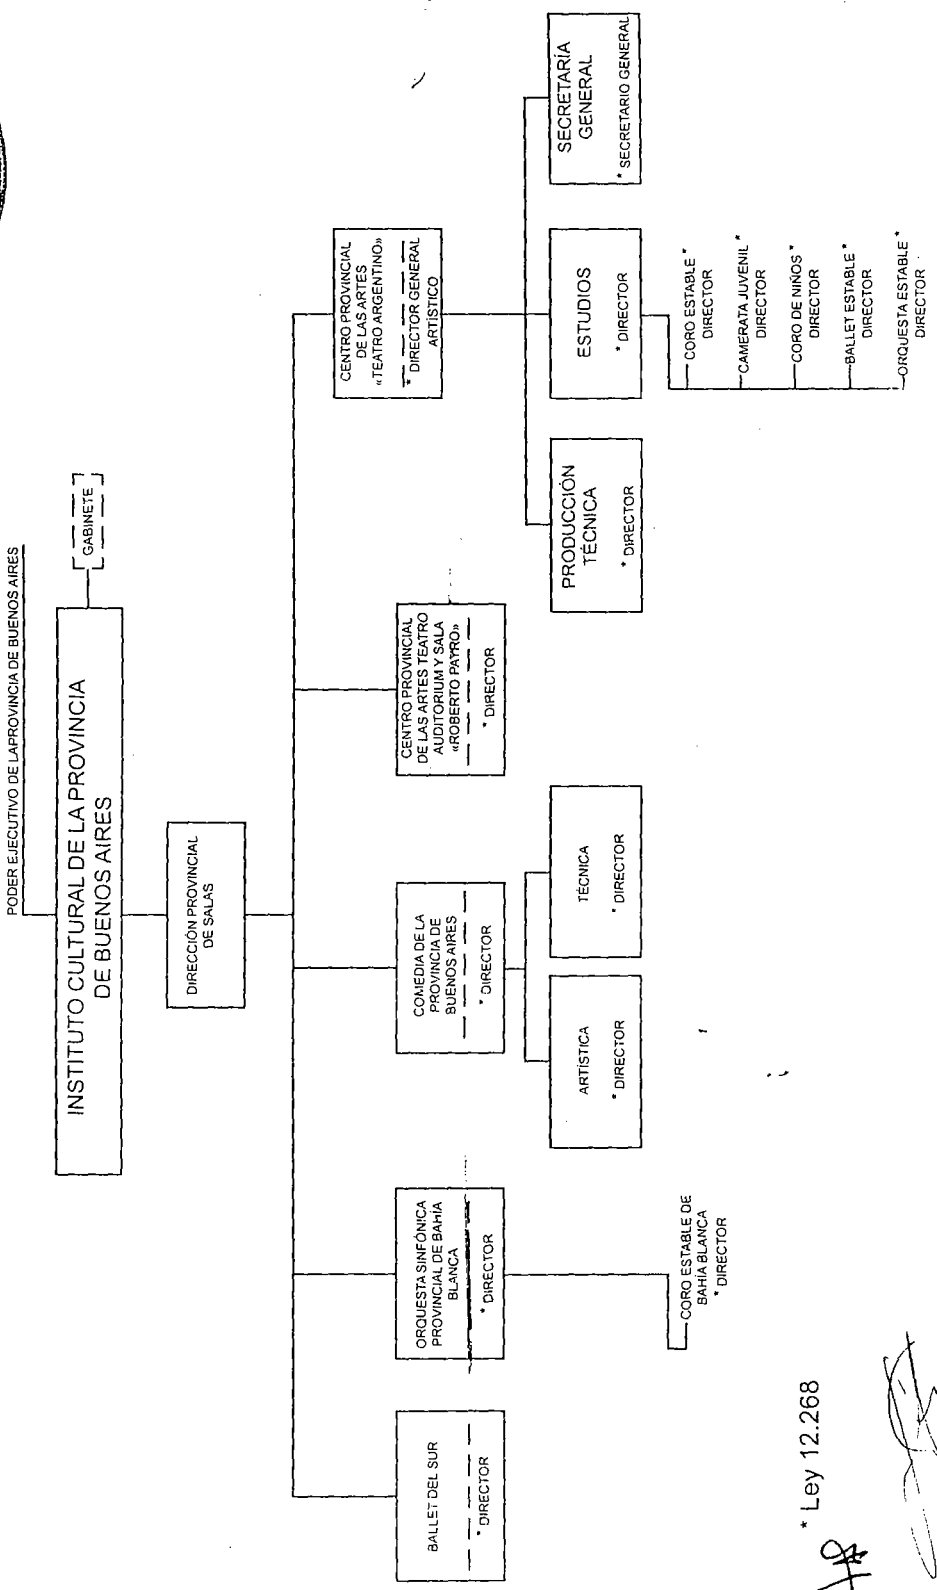 PODER EJECUTIVO DE LAPROVINCIA DE BUENOS AIRES
INSTITUTO CULTURAL DE LA PROVINCIA
DE BUENOS AIRES
GABINETE
DIRECCIÓN PROVINCIAL
DE SALAS
BALLET DEL SUR
* DIRECTOR
ORQUESTA SINFÓNICA
PROVINCIAL DE BAHÍA
BLANCA
* DIRECTOR
CORO ESTABLE DE
BAHÍA BLANCA
* DIRECTOR
COMEDIA DE LA
PROVINCIA DE
BUENOS AIRES
* DIRECTOR
ARTÍSTICA
* DIRECTOR
TÉCNICA
* DIRECTOR
CENTRO PROVINCIAL
DE LAS ARTES TEATRO
AUDITORIUM Y SALA
«ROBERTO PAYRO»
* DIRECTOR
CENTRO PROVINCIAL
DE LAS ARTES
«TEATRO ARGENTINO»
* DIRECTOR GENERAL
ARTÍSTICO
PRODUCCIÓN
TÉCNICA
* DIRECTOR
ESTUDIOS
* DIRECTOR
SECRETARÍA
GENERAL
* SECRETARIO GENERAL
CORO ESTABLE *
DIRECTOR
CAMERATA JUVENIL *
DIRECTOR
CORO DE NIÑOS *
DIRECTOR
BALLET ESTABLE *
DIRECTOR
ORQUESTA ESTABLE *
DIRECTOR
* Ley 12.268